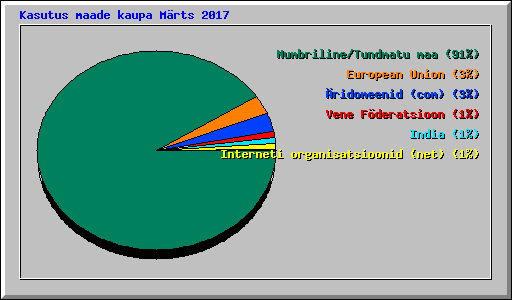 Kasutus maade kaupa Märts 2017
Numbriline/Tundmatu maa (91%)
European Union (3%)
Äridomeenid (com) (3%)
Vene Föderatsioon (1%)
India (1%)
Interneti organisatsioonid (net) (1%)